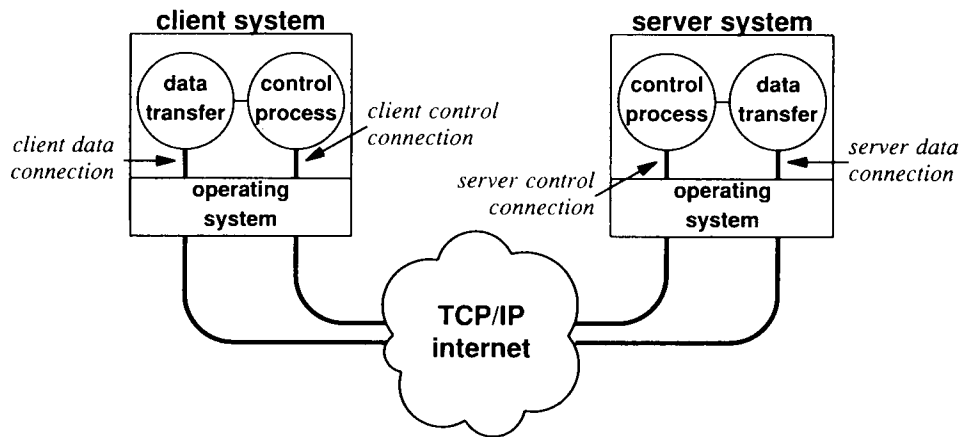 client system
server system
data
transfer
control
process
control
process
data
transfer
client control
connection
client data
connection
server control
connection
server data
connection
operating
system
operating
system
TCP/IP
internet